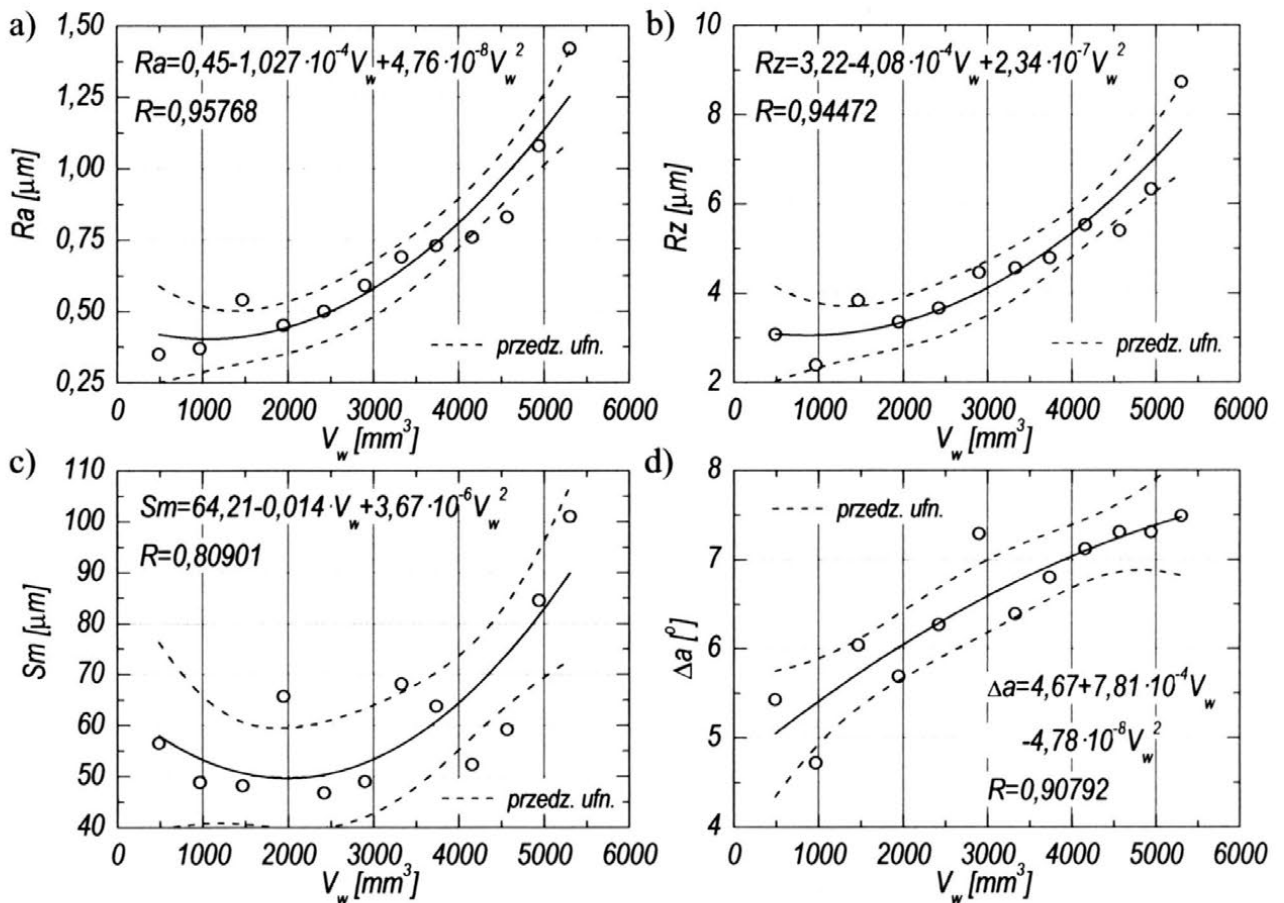 a)
1,50
1,25
1,00
0,75
0,50
0,25
Ra [μm]
Ra=0,45-1,027·10⁻⁴V_w+4,76·10⁻⁸V_w²
R=0,95768
przedz. ufn.
0 1000 2000 3000 4000 5000 6000
V_w [mm³]
b)
10
8
6
4
2
Rz [μm]
Rz=3,22-4,08·10⁻⁴V_w+2,34·10⁻⁷V_w²
R=0,94472
przedz. ufn.
0 1000 2000 3000 4000 5000 6000
V_w [mm³]
c)
110
100
90
80
70
60
50
40
Sm [μm]
Sm=64,21-0,014·V_w+3,67·10⁻⁶V_w²
R=0,80901
przedz. ufn.
0 1000 2000 3000 4000 5000 6000
V_w [mm³]
d)
8
7
6
5
4
Δa [°]
przedz. ufn.
Δa=4,67+7,81·10⁻⁴V_w
-4,78·10⁻⁸V_w²
R=0,90792
0 1000 2000 3000 4000 5000 6000
V_w [mm³]